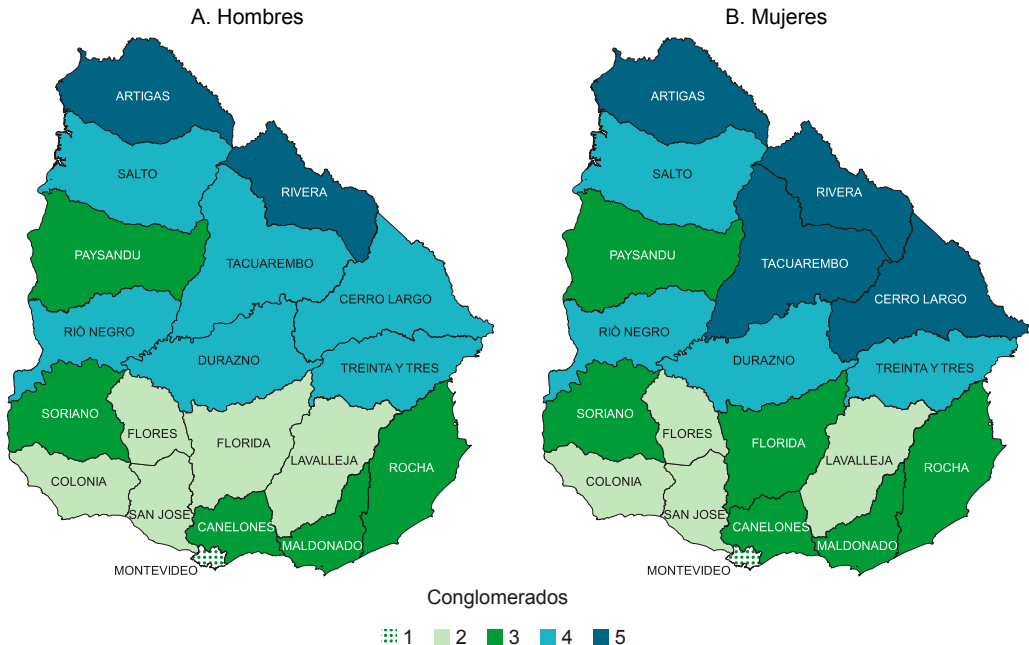 A. Hombres
ARTIGAS
SALTO
RIVERA
PAYSANDU
TACUAREMBO
CERRO LARGO
RIÒ NEGRO
DURAZNO
TREINTA Y TRES
SORIANO
FLORES
FLORIDA
LAVALLEJA
ROCHA
COLONIA
SAN JOSE
CANELONES
MALDONADO
MONTEVIDEO
B. Mujeres
ARTIGAS
SALTO
RIVERA
PAYSANDU
TACUAREMBO
CERRO LARGO
RIÒ NEGRO
DURAZNO
TREINTA Y TRES
SORIANO
FLORES
FLORIDA
LAVALLEJA
ROCHA
COLONIA
SAN JOSE
CANELONES
MALDONADO
MONTEVIDEO
Conglomerados
1 2 3 4 5